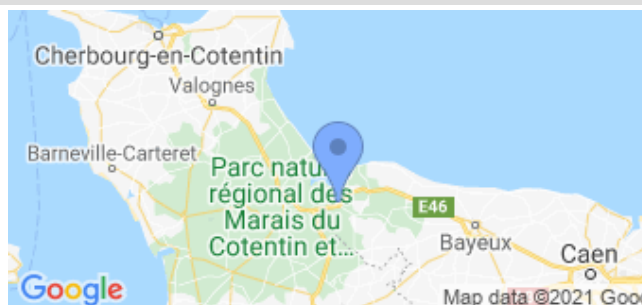 Cherbourg-en-Cotentin
Valognes
Barneville-Carteret
Parc natu
régional des
Marais du
Cotentin et...
E46
Bayeux
Caen
Google
Map data ©2021 Goo